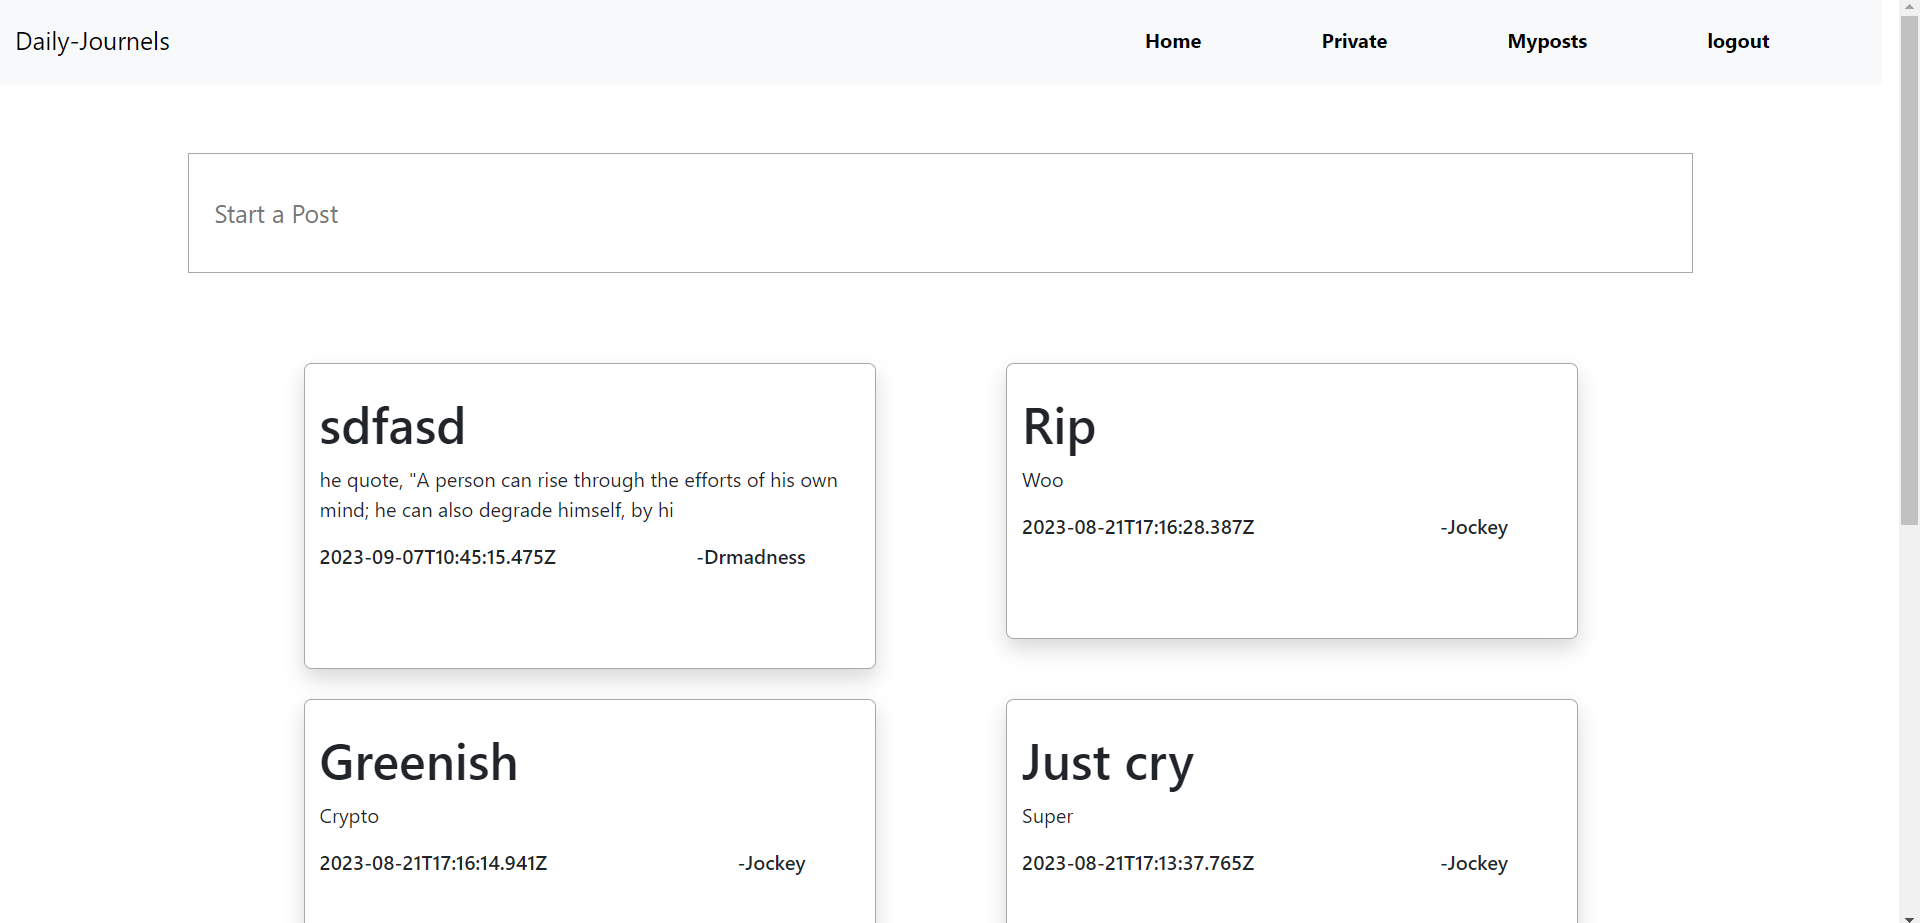 Daily-Journels
Home Private Myposts logout
Start a Post
sdfasd
he quote, "A person can rise through the efforts of his own
mind; he can also degrade himself, by hi
2023-09-07T10:45:15.475Z -Drmadness
Rip
Woo
2023-08-21T17:16:28.387Z -Jockey
Greenish
Crypto
2023-08-21T17:16:14.941Z -Jockey
Just cry
Super
2023-08-21T17:13:37.765Z -Jockey